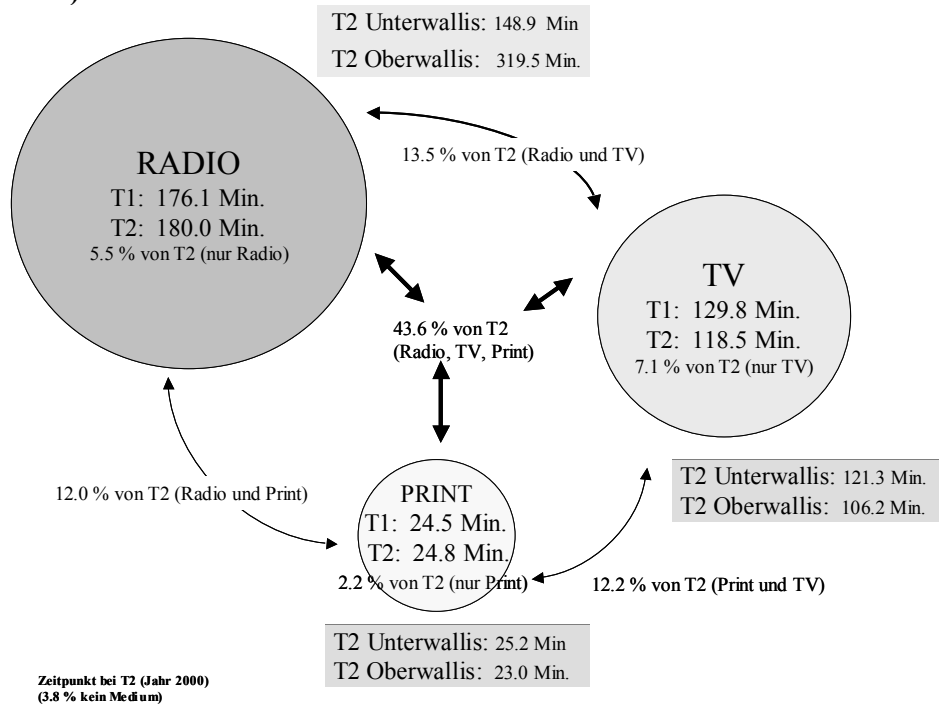 )
T2 Unterwallis: 148.9 Min
T2 Oberwallis: 319.5 Min.
13.5 % von T2 (Radio und TV)
RADIO
T1: 176.1 Min.
T2: 180.0 Min.
5.5 % von T2 (nur Radio)
TV
T1: 129.8 Min.
T2: 118.5 Min.
7.1 % von T2 (nur TV)
43.6 % von T2
(Radio, TV, Print)
12.0 % von T2 (Radio und Print)
PRINT
T1: 24.5 Min.
T2: 24.8 Min.
2.2 % von T2 (nur Print)
T2 Unterwallis: 121.3 Min.
T2 Oberwallis: 106.2 Min.
12.2 % von T2 (Print und TV)
T2 Unterwallis: 25.2 Min
T2 Oberwallis: 23.0 Min.
Zeitpunkt bei T2 (Jahr 2000)
(3.8 % kein Medium)